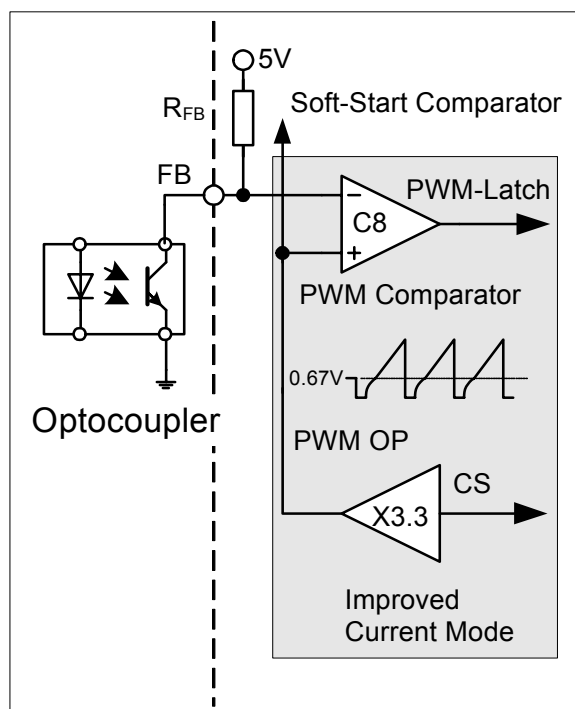 5V
RFB
Soft-Start Comparator
FB
PWM-Latch
−
C8
+
PWM Comparator
0.67V
Optocoupler
PWM OP
CS
X3.3
Improved
Current Mode